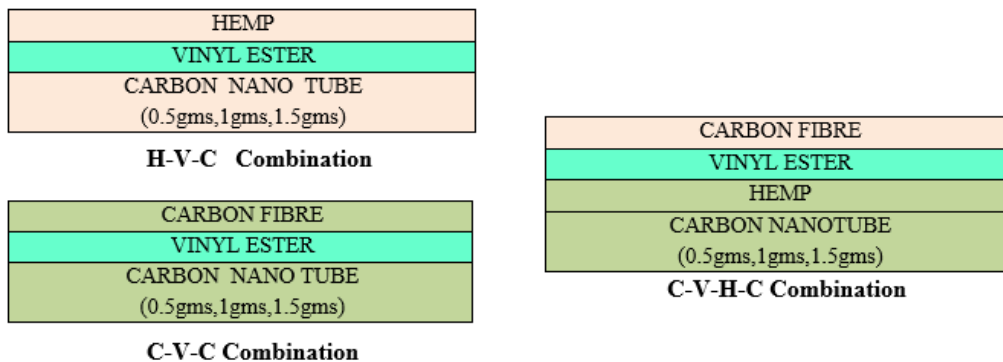 HEMP
VINYL ESTER
CARBON NANO TUBE
(0.5gms,1gms,1.5gms)
H-V-C Combination
CARBON FIBRE
VINYL ESTER
CARBON NANO TUBE
(0.5gms,1gms,1.5gms)
C-V-C Combination
CARBON FIBRE
VINYL ESTER
HEMP
CARBON NANOTUBE
(0.5gms,1gms,1.5gms)
C-V-H-C Combination